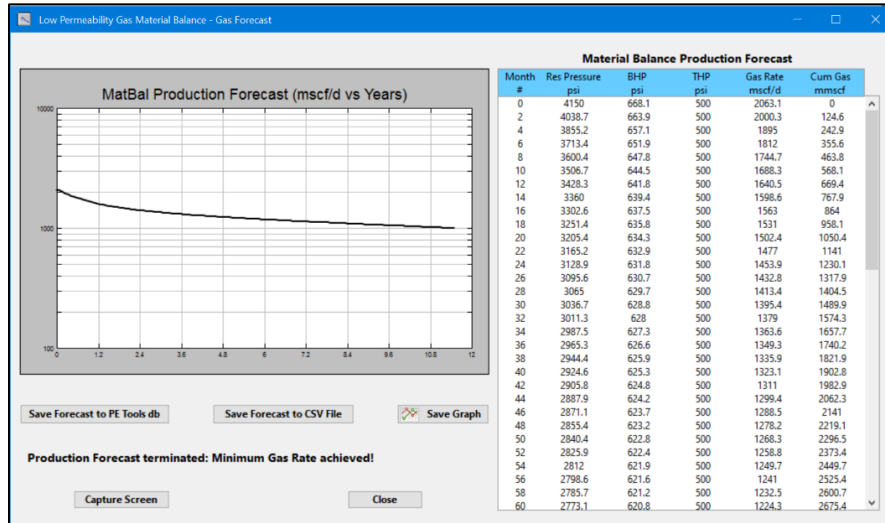 Low Permeability Gas Material Balance - Gas Forecast
MatBal Production Forecast (mscf/d vs Years)
10000
1000
100
0 1.2 2.4 3.6 4.8 6 7.2 8.4 9.6 10.8 12
Save Forecast to PE Tools db
Save Forecast to CSV File
Save Graph
Production Forecast terminated: Minimum Gas Rate achieved!
Capture Screen
Close
Material Balance Production Forecast
Month Res Pressure BHP THP Gas Rate Cum Gas
# psi psi psi mscf/d mmscf
0 4150 668.1 500 2063.1 0
2 4038.7 663.9 500 2000.3 124.6
4 3855.2 657.1 500 1895 242.9
6 3713.4 651.9 500 1812 355.6
8 3600.4 647.8 500 1744.7 463.8
10 3506.7 644.5 500 1688.3 568.1
12 3428.3 641.8 500 1640.5 669.4
14 3360 639.4 500 1598.6 767.9
16 3302.6 637.5 500 1563 864
18 3251.4 635.8 500 1531 958.1
20 3205.4 634.3 500 1502.4 1050.4
22 3165.2 632.9 500 1477 1141
24 3128.9 631.8 500 1453.9 1230.1
26 3095.6 630.7 500 1432.8 1317.9
28 3065 629.7 500 1413.4 1404.5
30 3036.7 628.8 500 1395.4 1489.9
32 3011.3 628 500 1379 1574.3
34 2987.5 627.3 500 1363.6 1657.7
36 2965.3 626.6 500 1349.3 1740.2
38 2944.4 625.9 500 1335.9 1821.9
40 2924.6 625.3 500 1323.1 1902.8
42 2905.8 624.8 500 1311 1982.9
44 2887.9 624.2 500 1299.4 2062.3
46 2871.1 623.7 500 1288.5 2141
48 2855.4 623.2 500 1278.2 2219.1
50 2840.4 622.8 500 1268.3 2296.5
52 2825.9 622.4 500 1258.8 2373.4
54 2812 621.9 500 1249.7 2449.7
56 2798.6 621.6 500 1241 2525.4
58 2785.7 621.2 500 1232.5 2600.7
60 2773.1 620.8 500 1224.3 2675.4